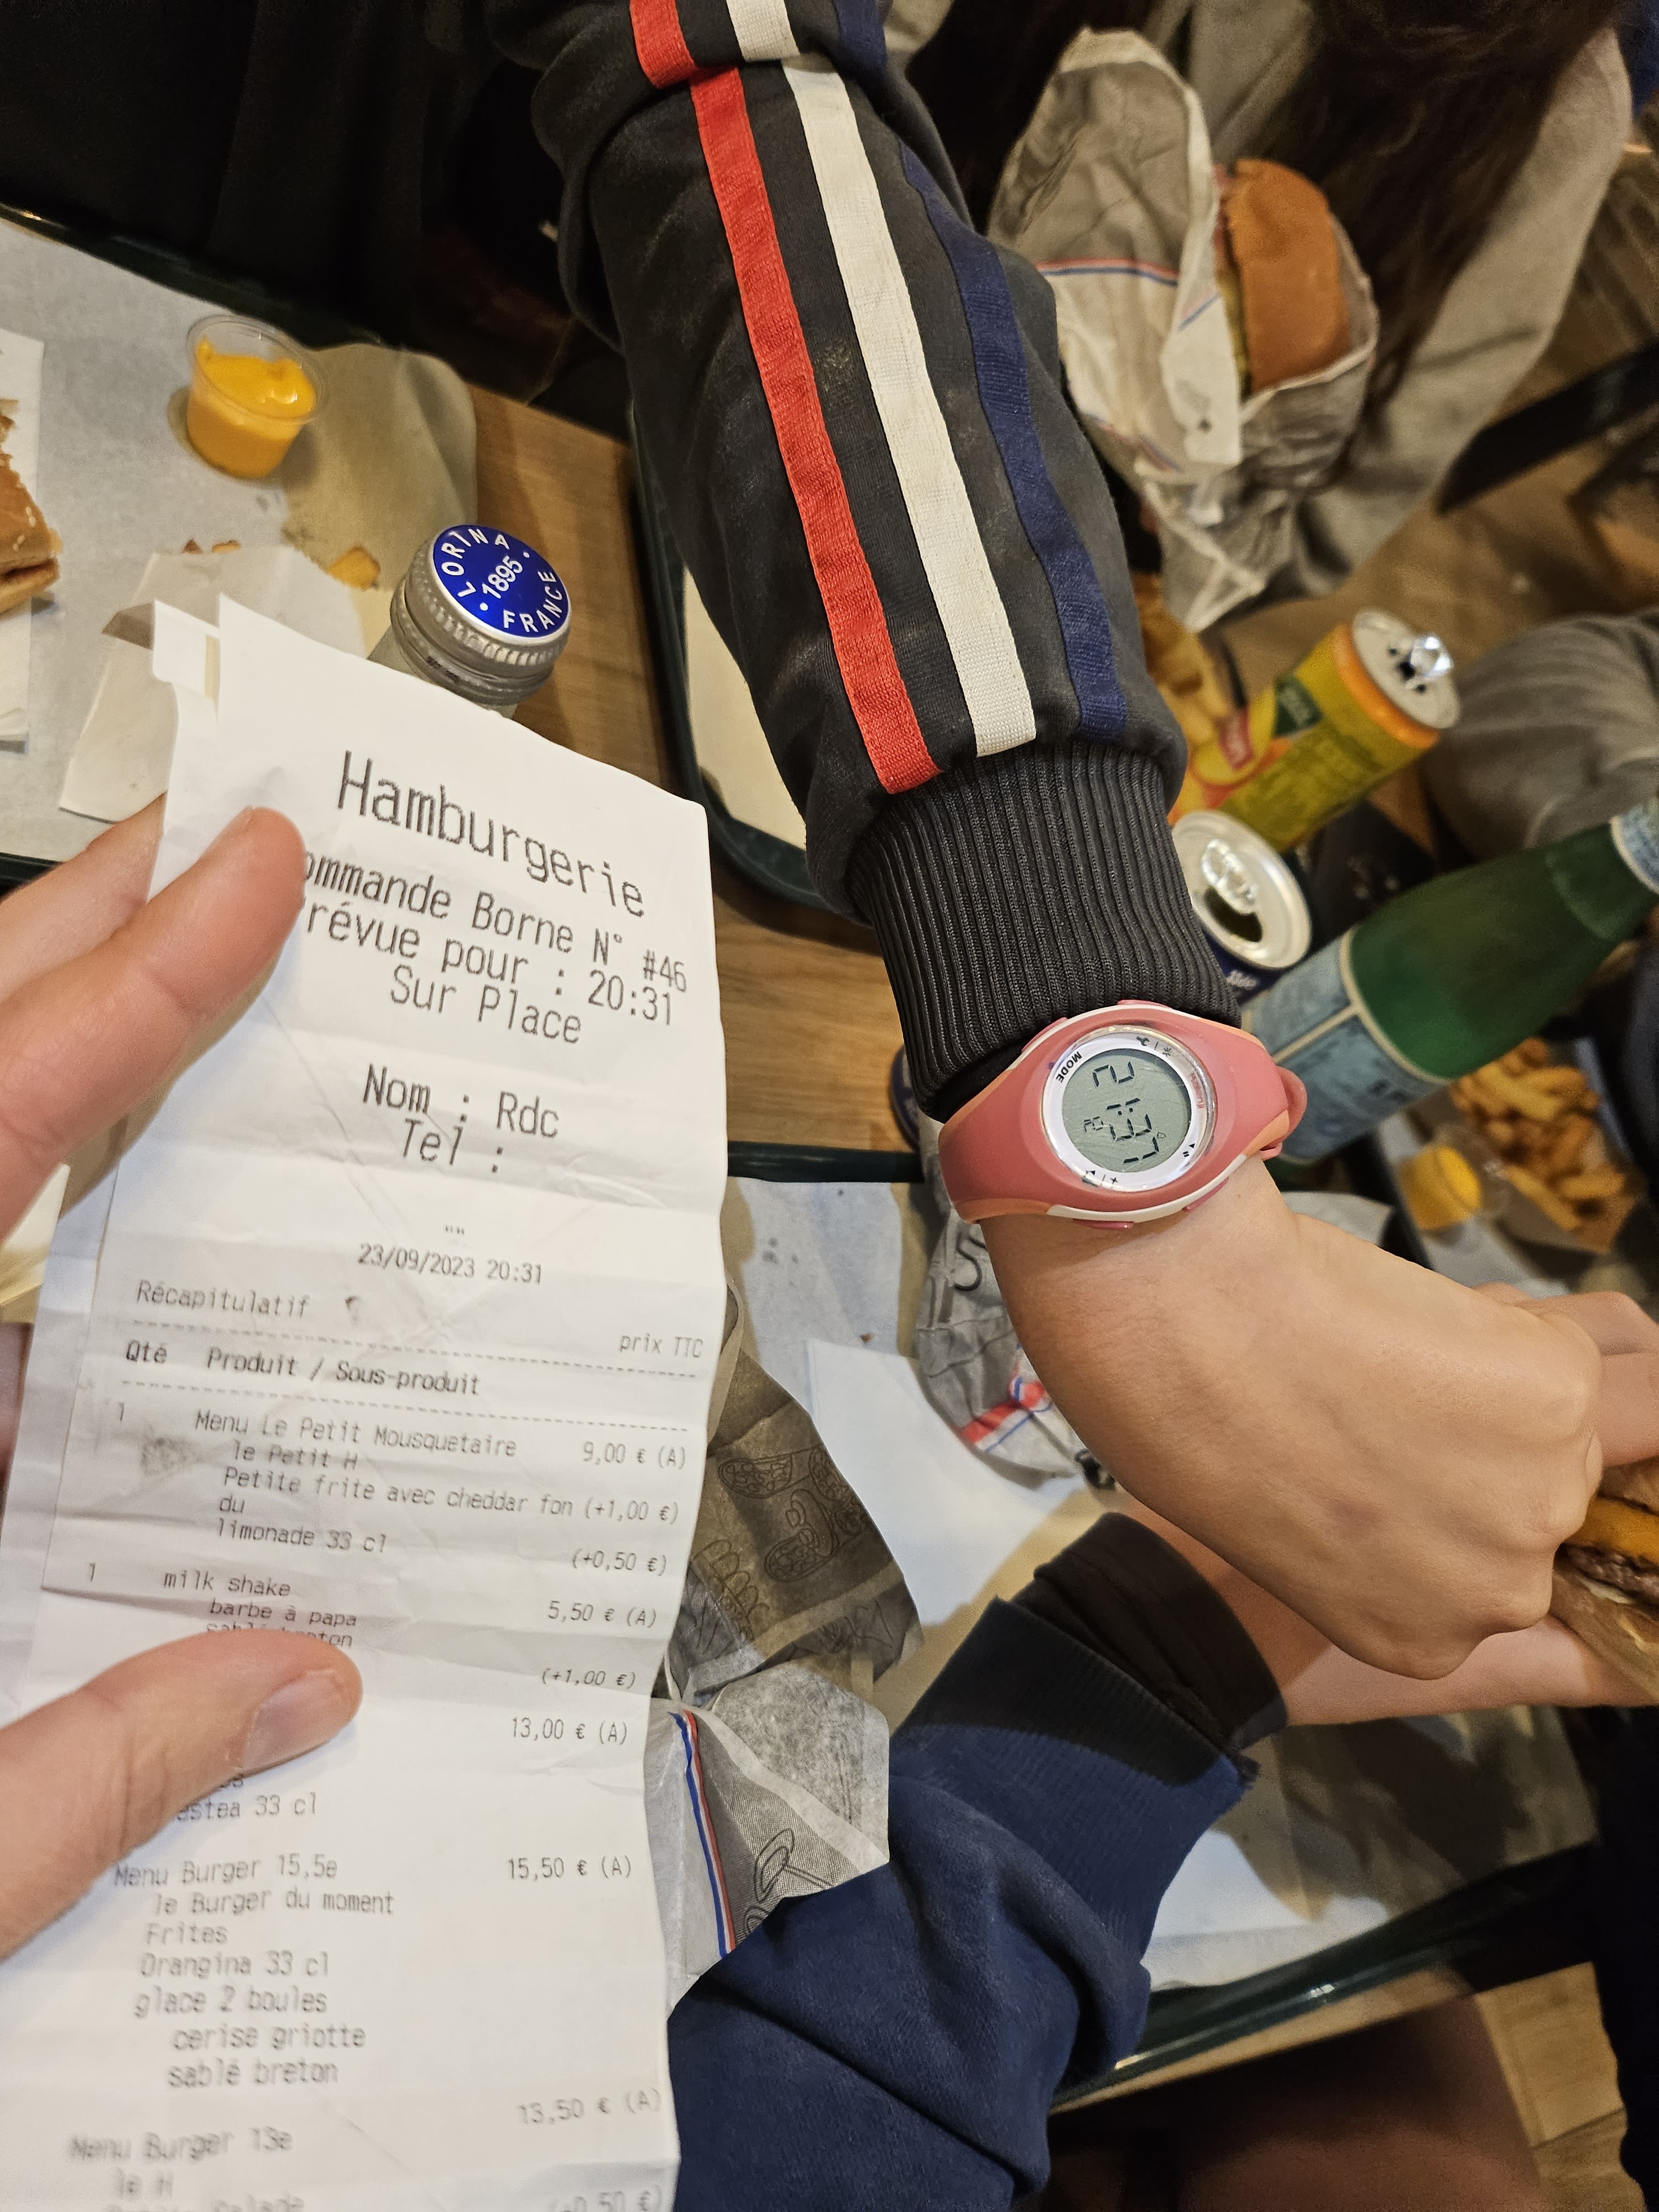 LORINA
1895
FRANCE
Hamburgerie
ommande Borne N° #46
révue pour : 20:31
Sur Place
Nom : Rdc
Tel :
""
23/09/2023 20:31
Récapitulatif
prix TTC
Qté Produit / Sous-produit
1 Menu Le Petit Mousquetaire 9,00 € (A)
le Petit H
Petite frite avec cheddar fon (+1,00 €)
du
limonade 33 cl (+0,50 €)
1 milk shake 5,50 € (A)
barbe à papa
sablé breton (+1,00 €)
13,00 € (A)
estea 33 cl
Menu Burger 15,5e 15,50 € (A)
le Burger du moment
Frites
Orangina 33 cl
glace 2 boules
cerise griotte
sablé breton
Menu Burger 13e 13,50 € (A)
le H
MODE